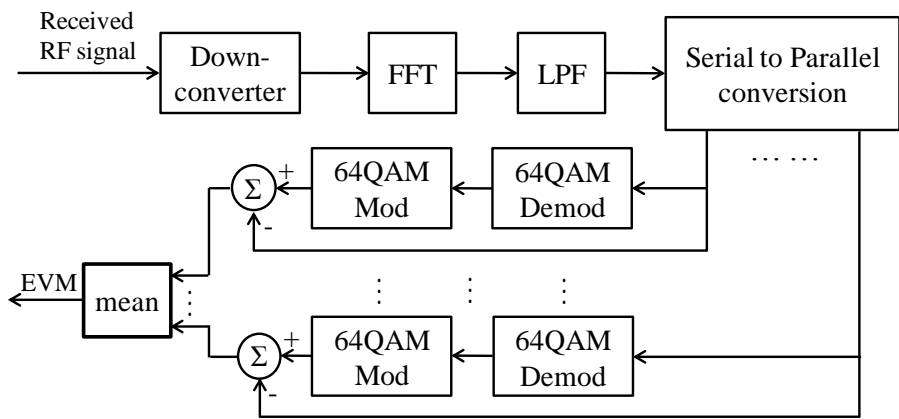 Received
RF signal
Down-
converter
FFT
LPF
Serial to Parallel
conversion
... ...
Σ
+
-
64QAM
Mod
64QAM
Demod
EVM
mean
Σ
+
-
64QAM
Mod
64QAM
Demod